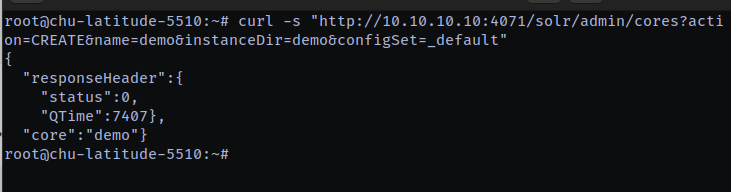 root@chu-latitude-5510:~# curl -s "http://10.10.10.10:4071/solr/admin/cores?acti
on=CREATE&name=demo&instanceDir=demo&configSet=_default"
{
  "responseHeader":{
    "status":0,
    "QTime":7407},
  "core":"demo"}
root@chu-latitude-5510:~#